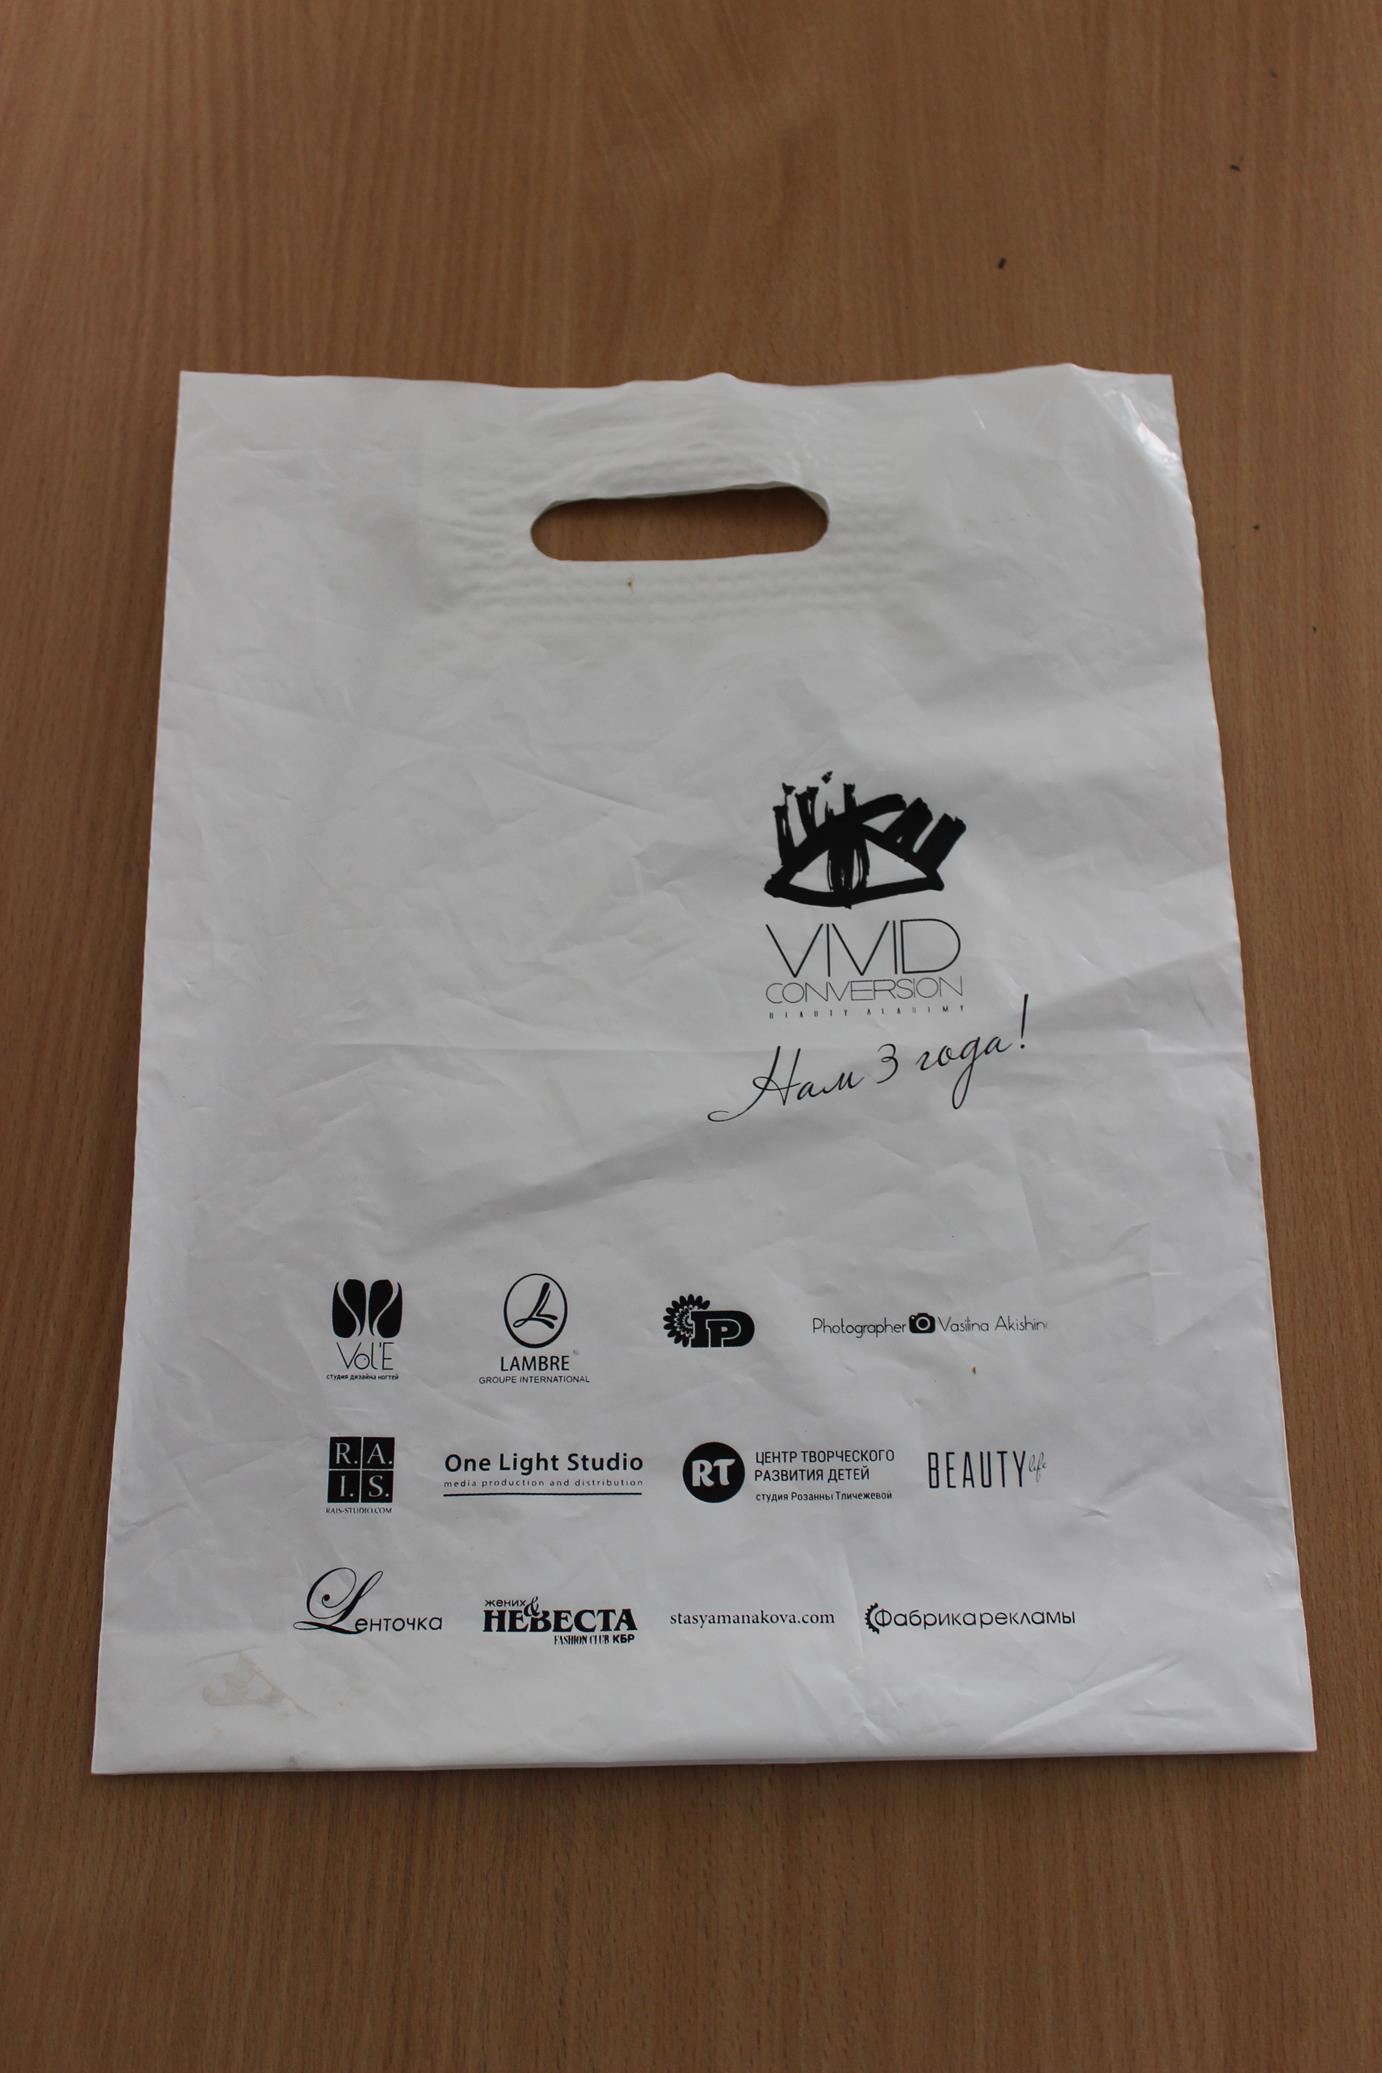 VIVID
CONVERSION
BEAUTY ACADEMY
Нам 3 года!
Vol'E
студия дизайна ногтей
LAMBRE
GROUPE INTERNATIONAL
Photographer Vasilina Akishin
R.A.
I.S.
RAIS-STUDIO.COM
One Light Studio
media production and distribution
RT
ЦЕНТР ТВОРЧЕСКОГО
РАЗВИТИЯ ДЕТЕЙ
студия Розанны Тличежевой
BEAUTY life
Ленточка
жених &
НЕВЕСТА
FASHION CLUB КБР
stasyamanakova.com
Фабрика рекламы